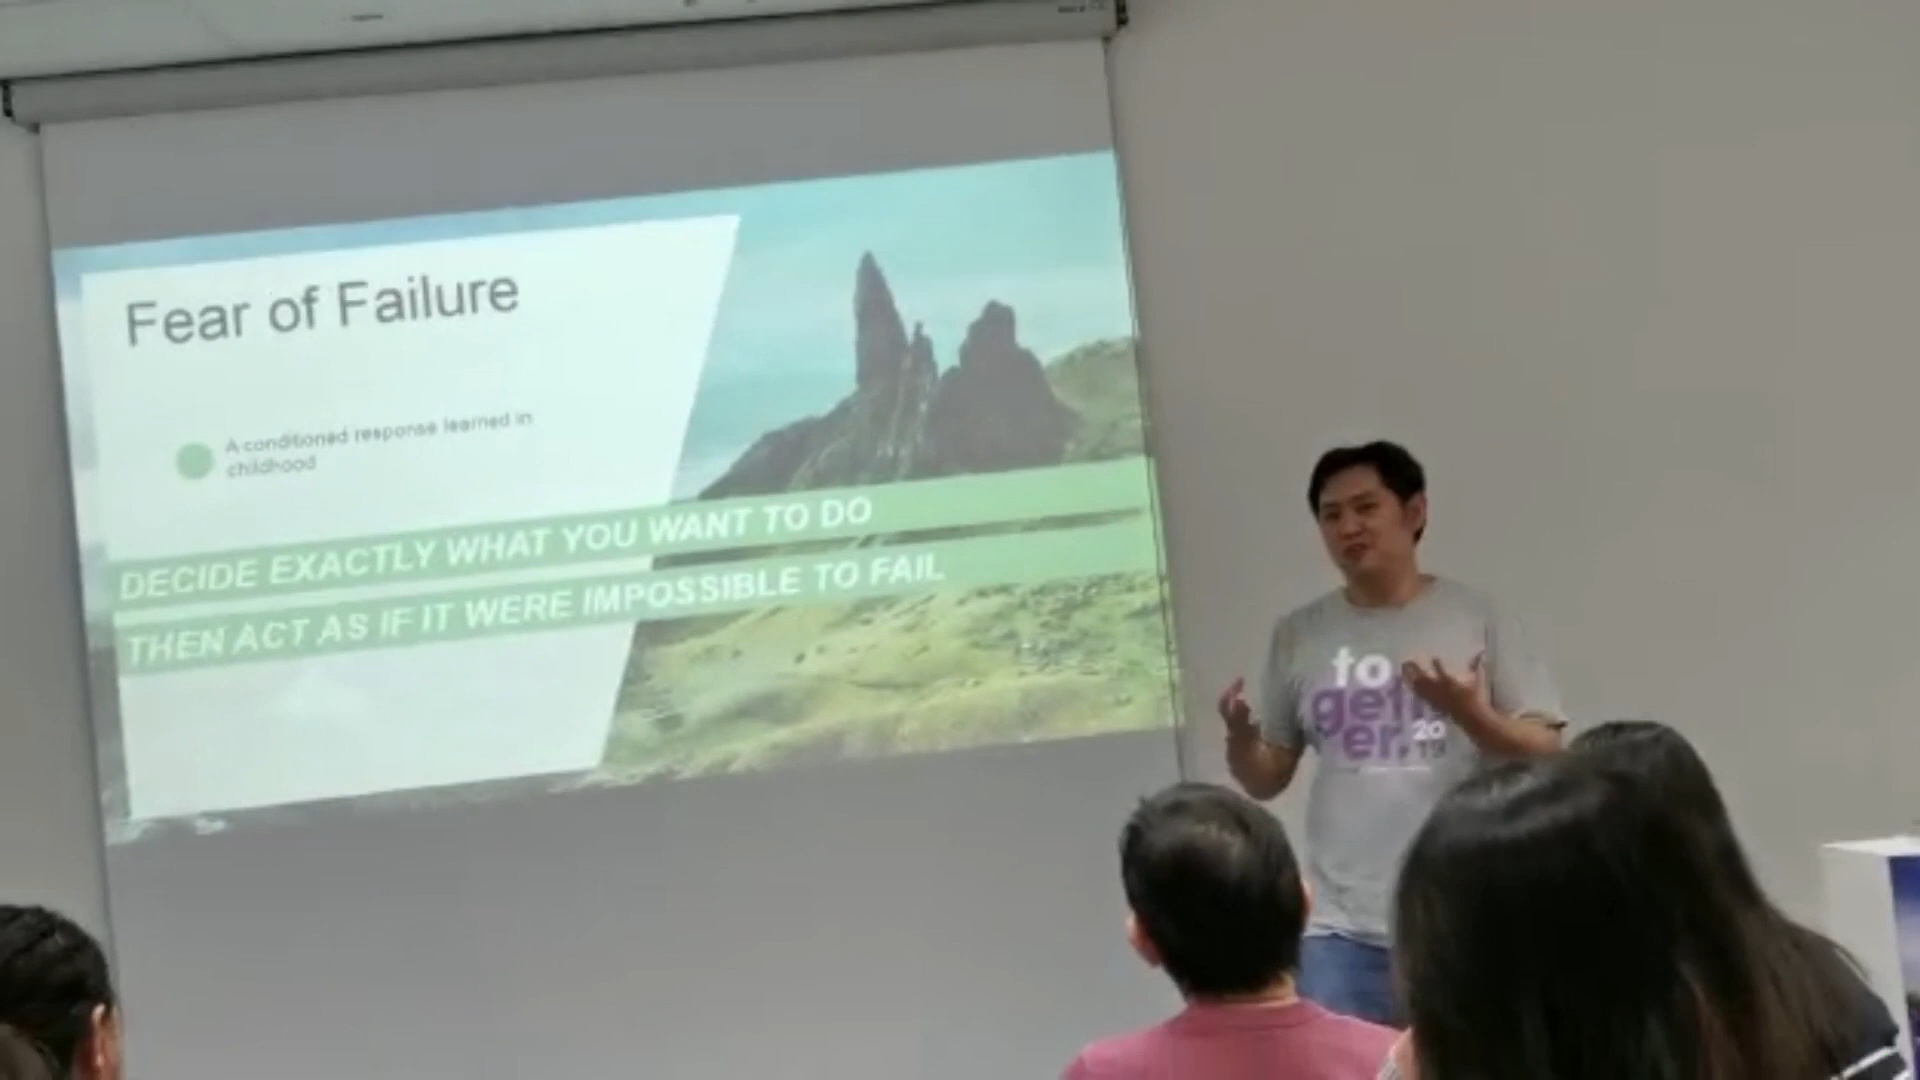 Fear of Failure
A conditioned response learned in
childhood
DECIDE EXACTLY WHAT YOU WANT TO DO
THEN ACT AS IF IT WERE IMPOSSIBLE TO FAIL
to
geth
er.
20
19